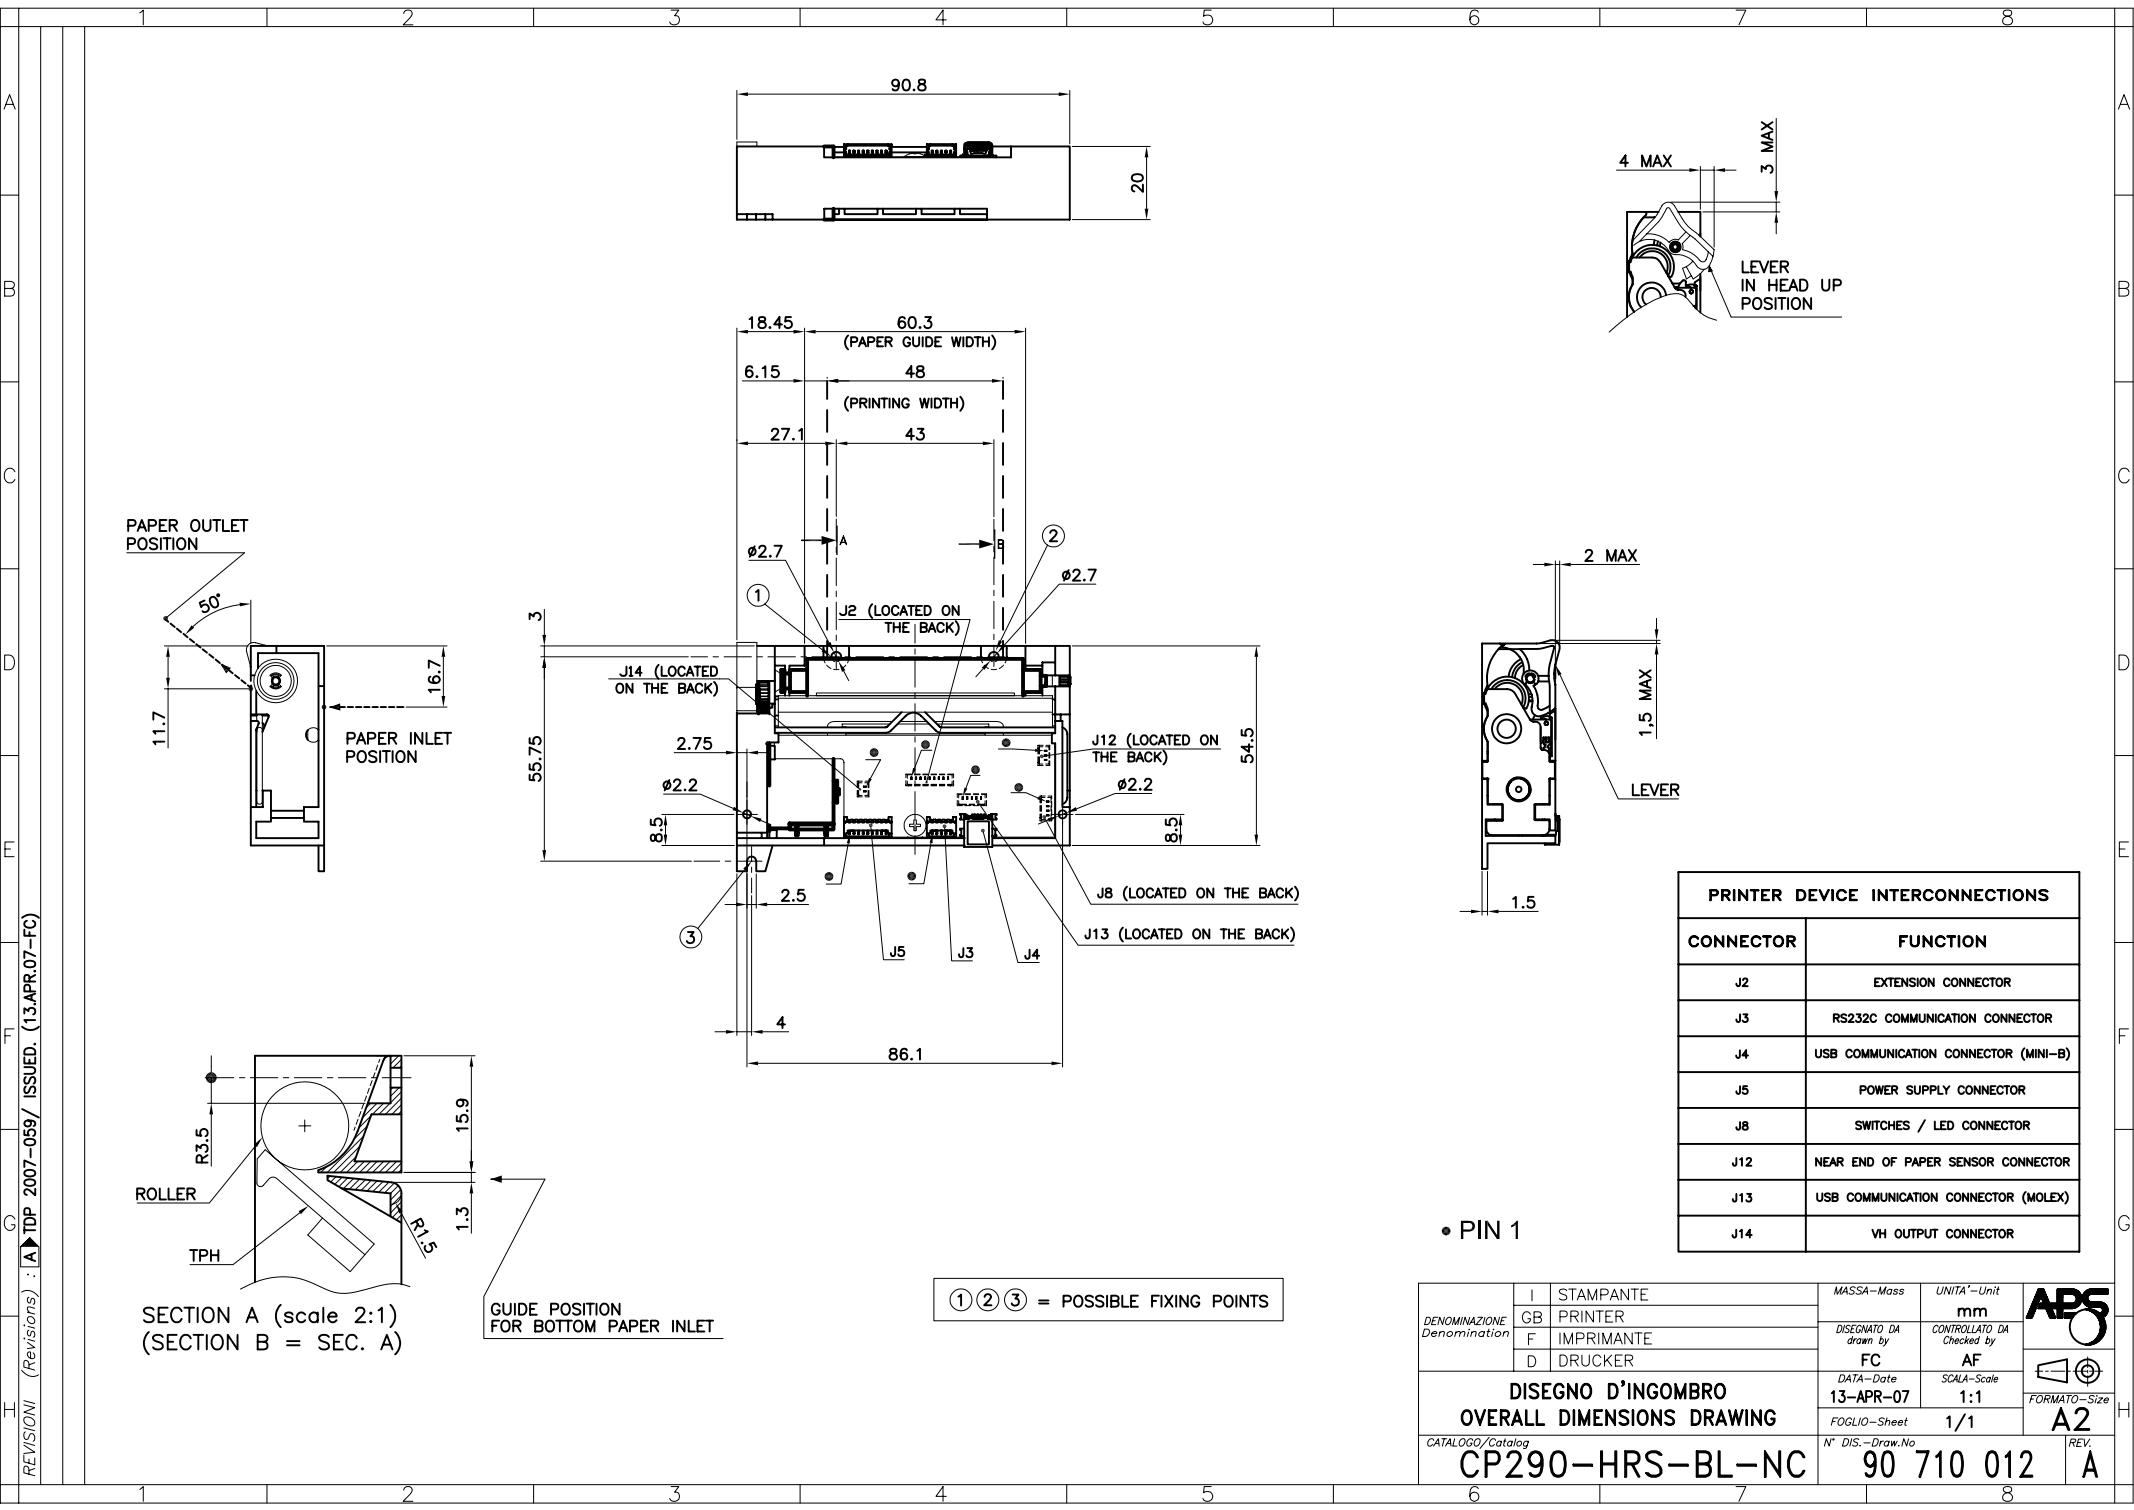 1 2 3 4 5 6 7 8
A A
B B
C C
D D
E E
F F
G G
H H
90.8
20
4 MAX
3 MAX
LEVER
IN HEAD UP
POSITION
18.45 60.3
(PAPER GUIDE WIDTH)
6.15 48
(PRINTING WIDTH)
27.1 43
PAPER OUTLET
POSITION
50°
11.7
16.7
PAPER INLET
POSITION
C
A
B
ø2.7
2
ø2.7
1
3
J2 (LOCATED ON
THE BACK)
J14 (LOCATED
ON THE BACK)
J12 (LOCATED ON
THE BACK)
2.75
55.75
54.5
ø2.2
ø2.2
8.5
8.5
2.5
3
J8 (LOCATED ON THE BACK)
J13 (LOCATED ON THE BACK)
J5
J3
J4
4
86.1
2 MAX
1,5 MAX
LEVER
1.5
PRINTER DEVICE INTERCONNECTIONS
CONNECTOR FUNCTION
J2 EXTENSION CONNECTOR
J3 RS232C COMMUNICATION CONNECTOR
J4 USB COMMUNICATION CONNECTOR (MINI-B)
J5 POWER SUPPLY CONNECTOR
J8 SWITCHES / LED CONNECTOR
J12 NEAR END OF PAPER SENSOR CONNECTOR
J13 USB COMMUNICATION CONNECTOR (MOLEX)
J14 VH OUTPUT CONNECTOR
R3.5
15.9
1.3
R1.5
ROLLER
TPH
SECTION A (scale 2:1)
(SECTION B = SEC. A)
GUIDE POSITION
FOR BOTTOM PAPER INLET
1 2 3 = POSSIBLE FIXING POINTS
• PIN 1
REVISIONI (Revisions) : A TDP 2007-059/ ISSUED. (13.APR.07-FC)
DENOMINAZIONE
Denomination
I STAMPANTE
GB PRINTER
F IMPRIMANTE
D DRUCKER
MASSA-Mass
UNITA'-Unit
mm
APS
DISEGNATO DA
drawn by
FC
CONTROLLATO DA
Checked by
AF
DISEGNO D'INGOMBRO
OVERALL DIMENSIONS DRAWING
DATA-Date
13-APR-07
SCALA-Scale
1:1
FORMATO-Size
A2
FOGLIO-Sheet 1/1
CATALOGO/Catalog
CP290-HRS-BL-NC
N° DIS.-Draw.No
90 710 012
REV.
A
1 2 3 4 5 6 7 8